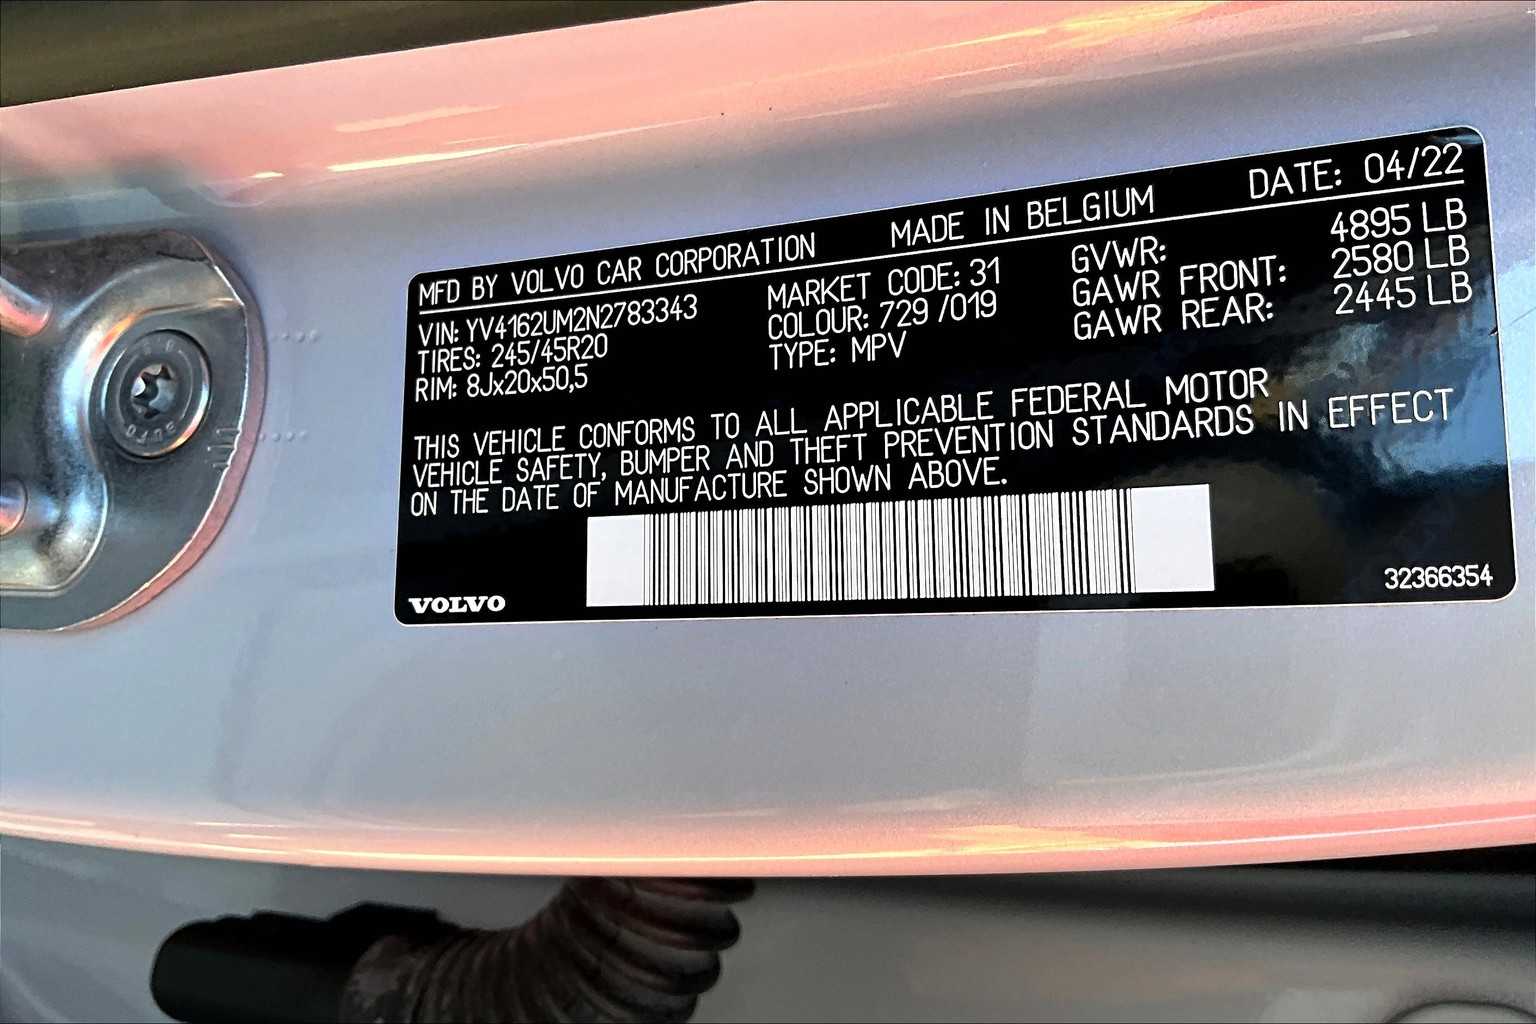 MFD BY VOLVO CAR CORPORATION MADE IN BELGIUM DATE: 04/22
VIN: YV4162UM2N2783343 MARKET CODE: 31 GVWR: 4895 LB
TIRES: 245/45R20 COLOUR: 729 /019 GAWR FRONT: 2580 LB
RIM: 8Jx20x50,5 TYPE: MPV GAWR REAR: 2445 LB
THIS VEHICLE CONFORMS TO ALL APPLICABLE FEDERAL MOTOR
VEHICLE SAFETY, BUMPER AND THEFT PREVENTION STANDARDS IN EFFECT
ON THE DATE OF MANUFACTURE SHOWN ABOVE.
VOLVO 32366354